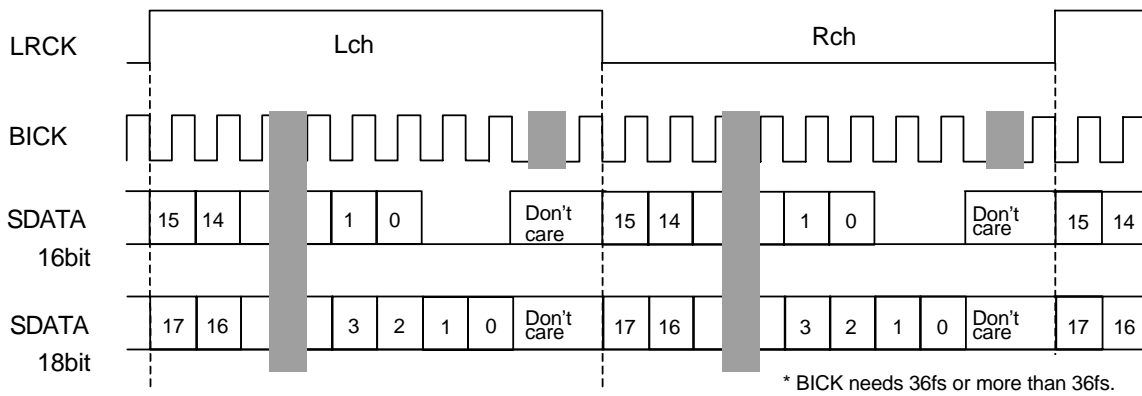 LRCK Lch Rch
BICK
SDATA 15 14 1 0 Don't care 15 14 1 0 Don't care 15 14
16bit
SDATA 17 16 3 2 1 0 Don't care 17 16 3 2 1 0 Don't care 17 16
18bit
* BICK needs 36fs or more than 36fs.